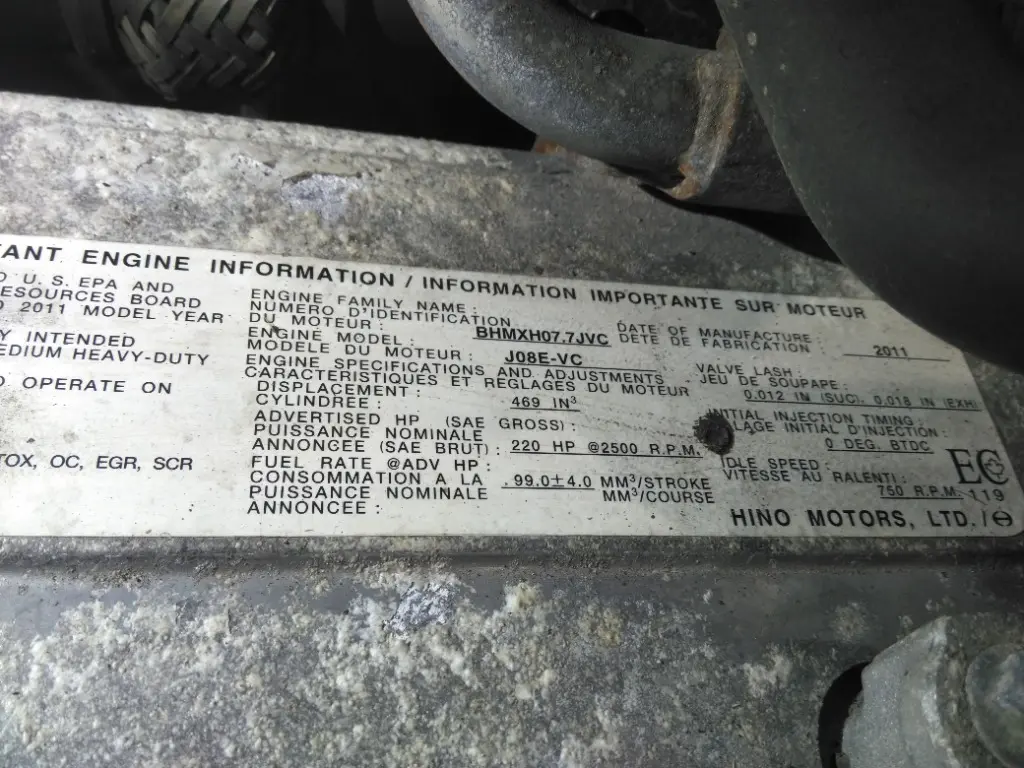 TANT ENGINE INFORMATION / INFORMATION IMPORTANTE SUR MOTEUR
U.S. EPA AND
ESOURCES BOARD
2011 MODEL YEAR
Y INTENDED
EDIUM HEAVY-DUTY
O OPERATE ON
TOX, OC, EGR, SCR
ENGINE FAMILY NAME :
NUMERO D'IDENTIFICATION
DU MOTEUR : BHMXH07.7JVC
ENGINE MODEL :
MODELE DU MOTEUR : J08E-VC
ENGINE SPECIFICATIONS AND ADJUSTMENTS
CARACTERISTIQUES ET REGLAGES DU MOTEUR
DISPLACEMENT :
CYLINDREE : 469 IN³
ADVERTISED HP (SAE GROSS) :
PUISSANCE NOMINALE
ANNONCEE (SAE BRUT) : 220 HP @2500 R.P.M.
FUEL RATE @ADV HP :
CONSOMMATION A LA 99.0±4.0 MM³/STROKE
PUISSANCE NOMINALE MM³/COURSE
ANNONCEE :
DATE OF MANUFACTURE :
DATE DE FABRICATION : 2011
VALVE LASH :
JEU DE SOUPAPE :
0.012 IN (SUC), 0.018 IN (EXH)
INITIAL INJECTION TIMING :
LAGE INITIAL D'INJECTION :
0 DEG. BTDC
IDLE SPEED :
VITESSE AU RALENTI :
750 R.P.M.
EC
119
HINO MOTORS, LTD./